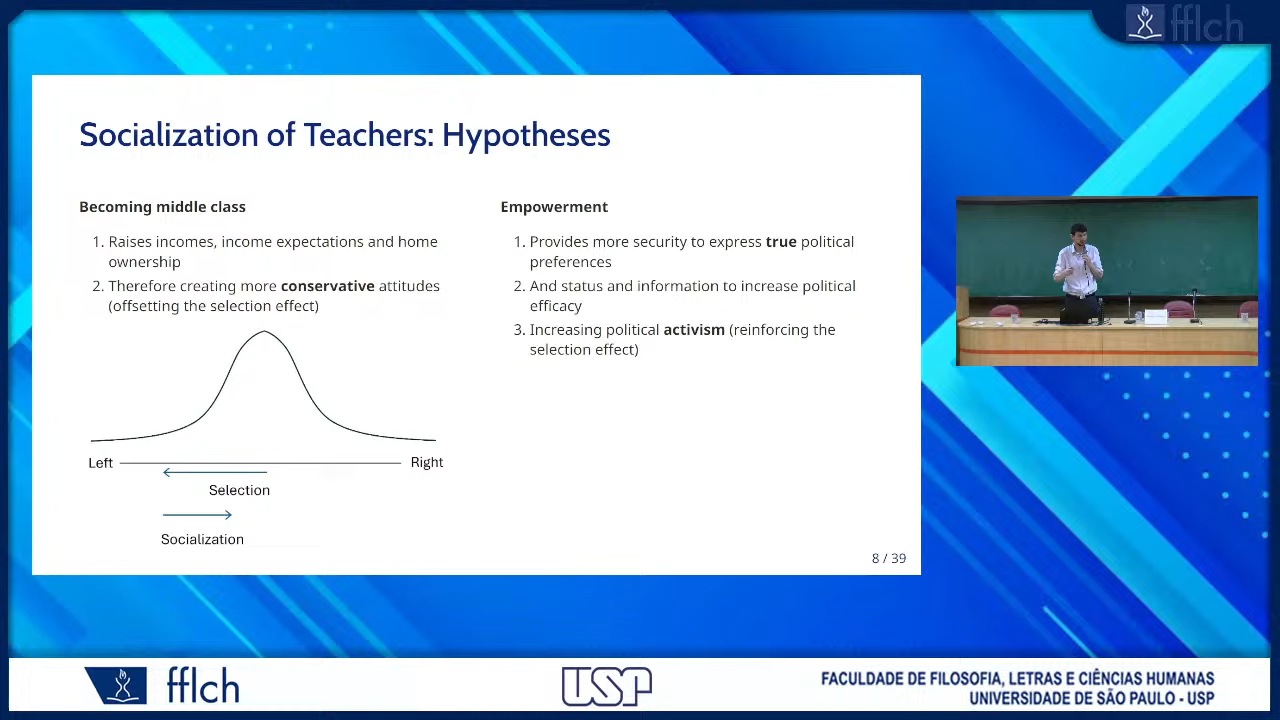 fflch
Socialization of Teachers: Hypotheses
Becoming middle class
1. Raises incomes, income expectations and home
ownership
2. Therefore creating more conservative attitudes
(offsetting the selection effect)
Left
Right
Selection
Socialization
Empowerment
1. Provides more security to express true political
preferences
2. And status and information to increase political
efficacy
3. Increasing political activism (reinforcing the
selection effect)
8 / 39
fflch
USP
FACULDADE DE FILOSOFIA, LETRAS E CIÊNCIAS HUMANAS
UNIVERSIDADE DE SÃO PAULO - USP